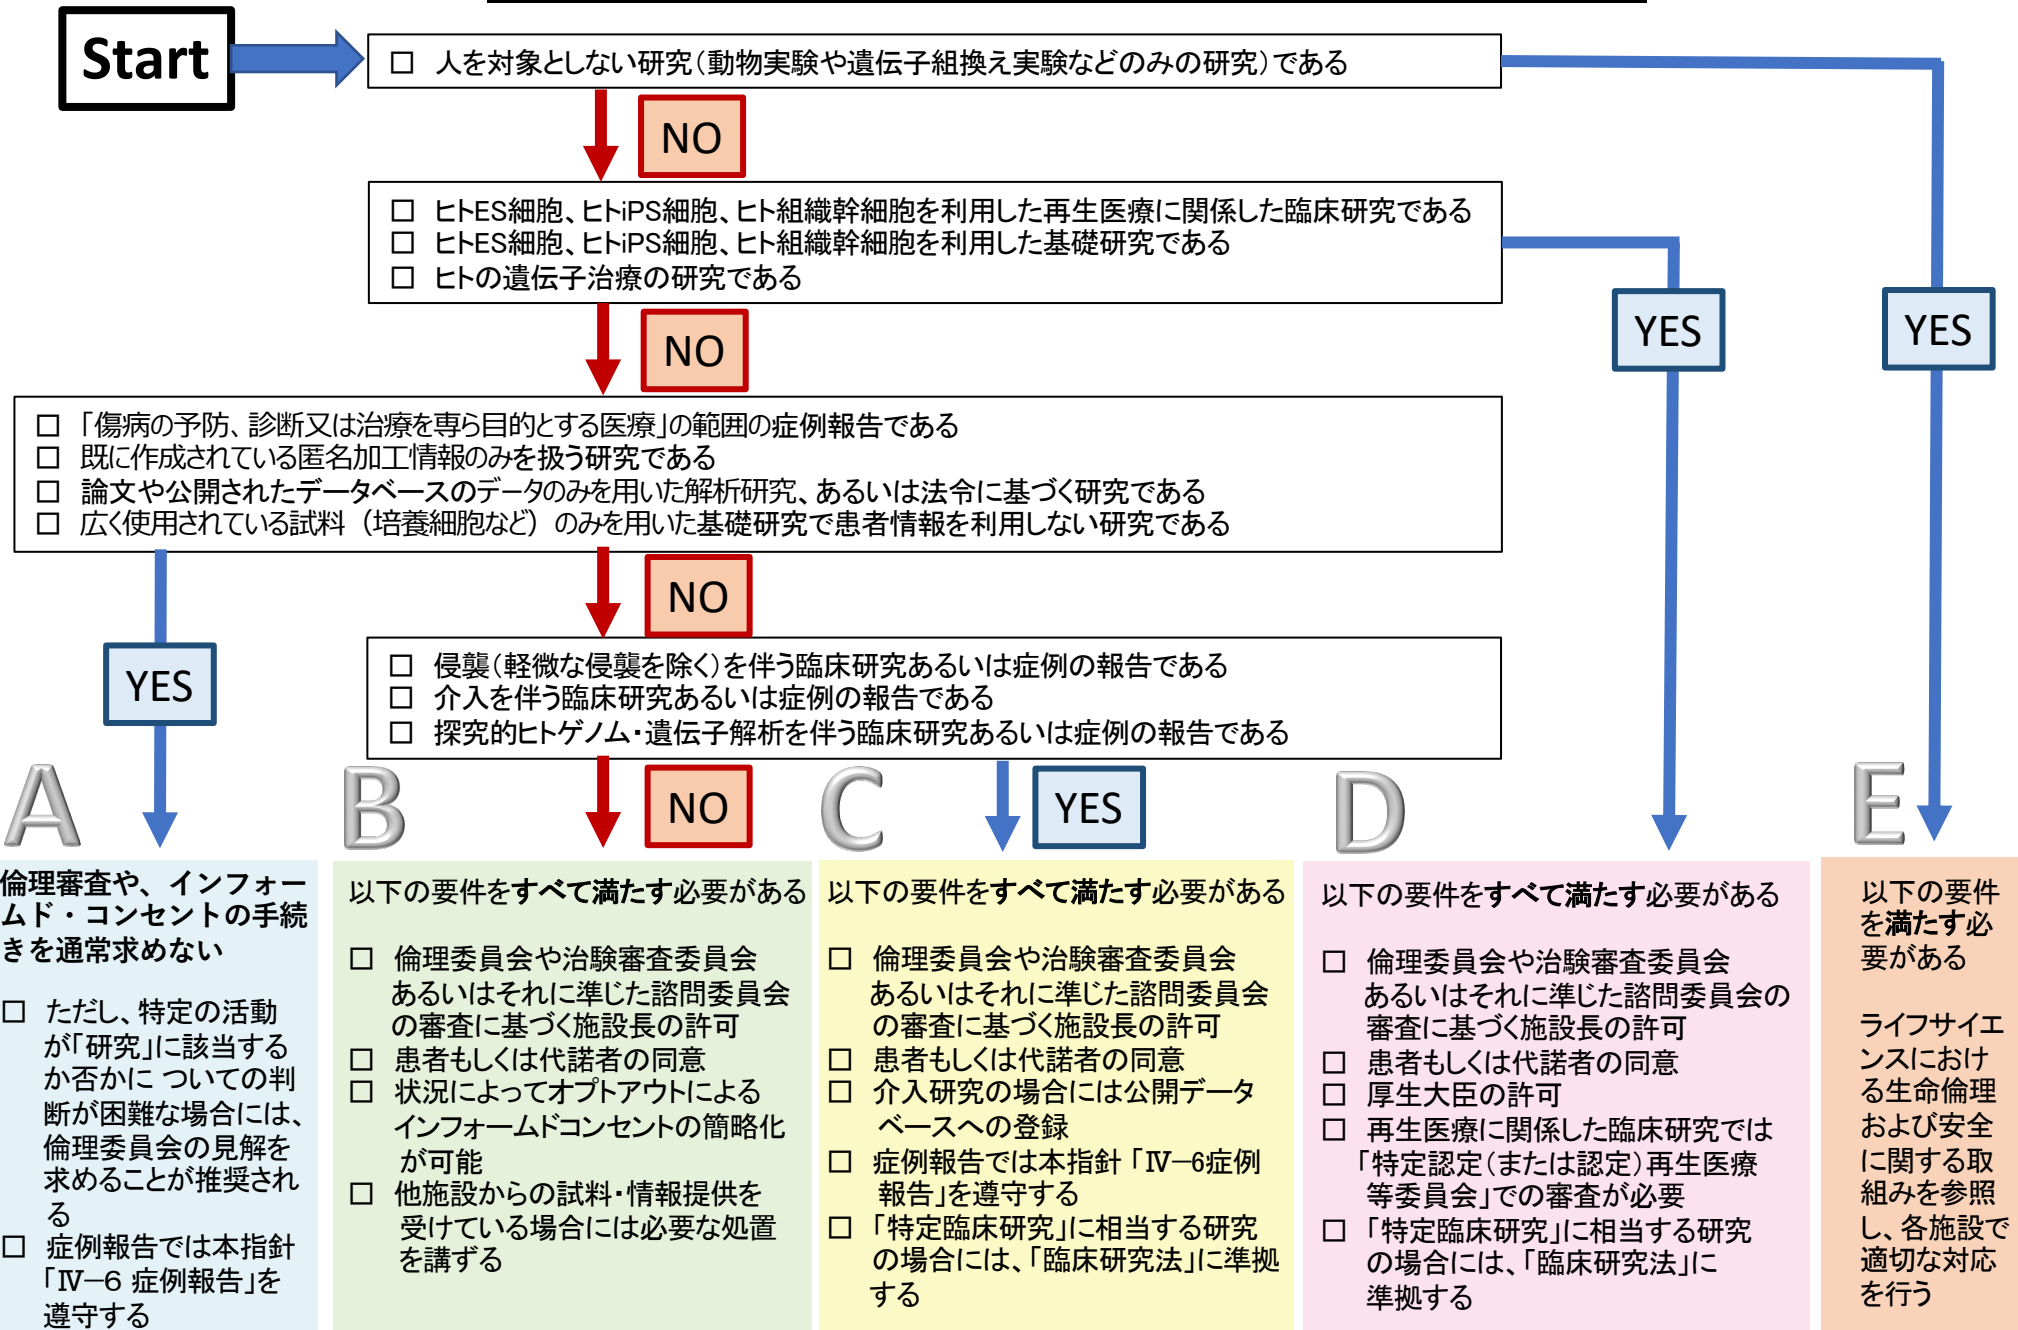 Start
□ 人を対象としない研究(動物実験や遺伝子組換え実験などのみの研究)である
NO
□ ヒトES細胞、ヒトiPS細胞、ヒト組織幹細胞を利用した再生医療に関係した臨床研究である
□ ヒトES細胞、ヒトiPS細胞、ヒト組織幹細胞を利用した基礎研究である
□ ヒトの遺伝子治療の研究である
YES
YES
NO
□ 「傷病の予防、診断又は治療を専ら目的とする医療」の範囲の症例報告である
□ 既に作成されている匿名加工情報のみを扱う研究である
□ 論文や公開されたデータベースのデータのみを用いた解析研究、あるいは法令に基づく研究である
□ 広く使用されている試料(培養細胞など)のみを用いた基礎研究で患者情報を利用しない研究である
NO
YES
□ 侵襲(軽微な侵襲を除く)を伴う臨床研究あるいは症例の報告である
□ 介入を伴う臨床研究あるいは症例の報告である
□ 探究的ヒトゲノム・遺伝子解析を伴う臨床研究あるいは症例の報告である
NO
YES
A
倫理審査や、インフォー
ムド・コンセントの手続
きを通常求めない
□ ただし、特定の活動
が「研究」に該当する
か否かに ついての判
断が困難な場合には、
倫理委員会の見解を
求めることが推奨され
る
□ 症例報告では本指針
「Ⅳ−6 症例報告」を
遵守する
B
以下の要件をすべて満たす必要がある
□ 倫理委員会や治験審査委員会
あるいはそれに準じた諮問委員会
の審査に基づく施設長の許可
□ 患者もしくは代諾者の同意
□ 状況によってオプトアウトによる
インフォームドコンセントの簡略化
が可能
□ 他施設からの試料・情報提供を
受けている場合には必要な処置
を講ずる
C
以下の要件をすべて満たす必要がある
□ 倫理委員会や治験審査委員会
あるいはそれに準じた諮問委員会
の審査に基づく施設長の許可
□ 患者もしくは代諾者の同意
□ 介入研究の場合には公開データ
ベースへの登録
□ 症例報告では本指針 「Ⅳ−6症例
報告」を遵守する
□ 「特定臨床研究」に相当する研究
の場合には、「臨床研究法」に準拠
する
D
以下の要件をすべて満たす必要がある
□ 倫理委員会や治験審査委員会
あるいはそれに準じた諮問委員会の
審査に基づく施設長の許可
□ 患者もしくは代諾者の同意
□ 厚生大臣の許可
□ 再生医療に関係した臨床研究では
「特定認定(または認定)再生医療
等委員会」での審査が必要
□ 「特定臨床研究」に相当する研究
の場合には、「臨床研究法」に
準拠する
E
以下の要件
を満たす必
要がある
ライフサイエ
ンスにおけ
る生命倫理
および安全
に関する取
組みを参照
し、各施設で
適切な対応
を行う